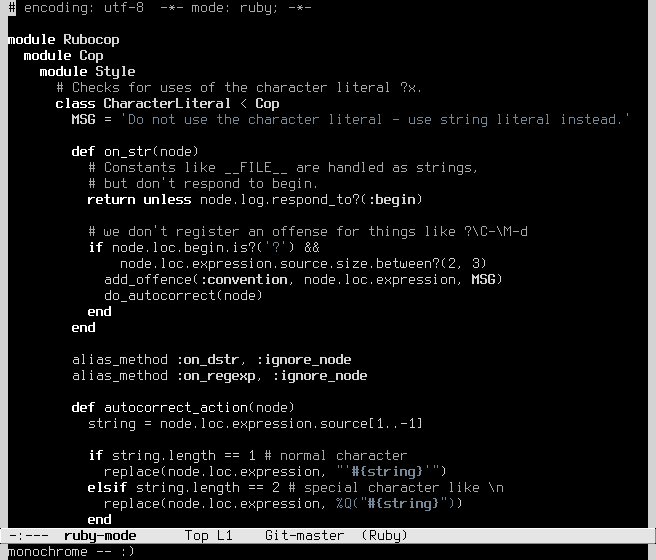 # encoding: utf-8  -*- mode: ruby; -*-
module Rubocop
  module Cop
    module Style
      # Checks for uses of the character literal ?x.
      class CharacterLiteral < Cop
        MSG = 'Do not use the character literal - use string literal instead.'
        def on_str(node)
          # Constants like __FILE__ are handled as strings,
          # but don't respond to begin.
          return unless node.log.respond_to?(:begin)
          # we don't register an offense for things like ?\C-\M-d
          if node.loc.begin.is?('?') &&
              node.loc.expression.source.size.between?(2, 3)
            add_offence(:convention, node.loc.expression, MSG)
            do_autocorrect(node)
          end
        end
        alias_method :on_dstr, :ignore_node
        alias_method :on_regexp, :ignore_node
        def autocorrect_action(node)
          string = node.loc.expression.source[1..-1]
          if string.length == 1 # normal character
            replace(node.loc.expression, "'#{string}'")
          elsif string.length == 2 # special character like \n
            replace(node.loc.expression, %Q("#{string}"))
          end
-:---  ruby-mode      Top L1    Git-master  (Ruby)
monochrome -- :)